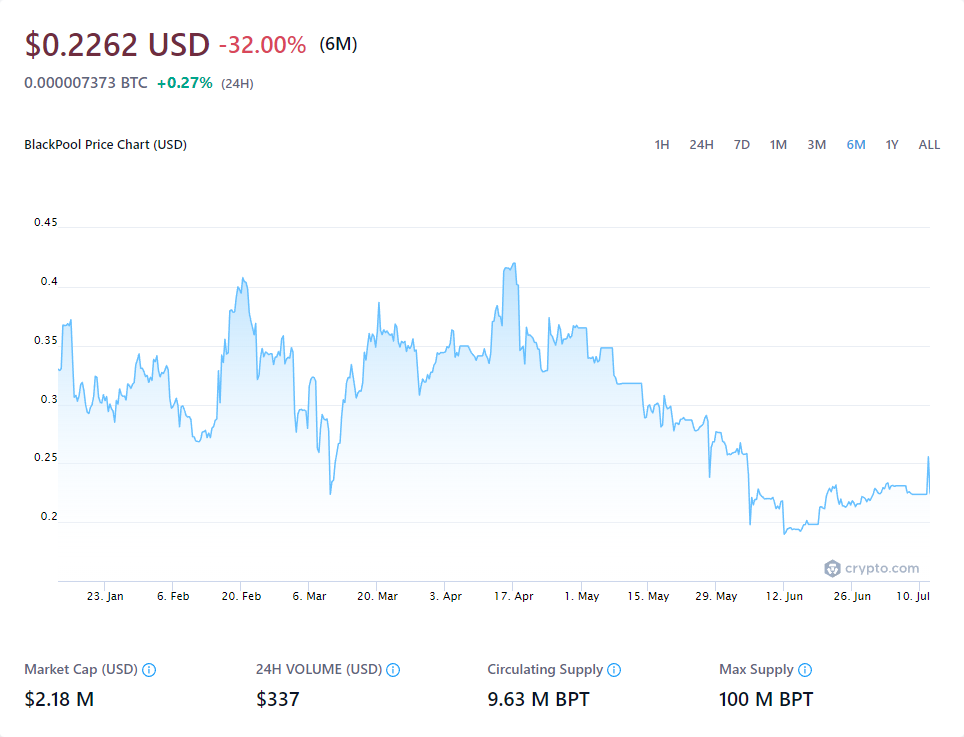 $0.2262 USD -32.00% (6M)
0.000007373 BTC +0.27% (24H)
BlackPool Price Chart (USD) 1H 24H 7D 1M 3M 6M 1Y ALL
0.45
0.4
0.35
0.3
0.25
0.2
crypto.com
23. Jan 6. Feb 20. Feb 6. Mar 20. Mar 3. Apr 17. Apr 1. May 15. May 29. May 12. Jun 26. Jun 10. Jul
Market Cap (USD) 24H VOLUME (USD) Circulating Supply Max Supply
$2.18 M $337 9.63 M BPT 100 M BPT